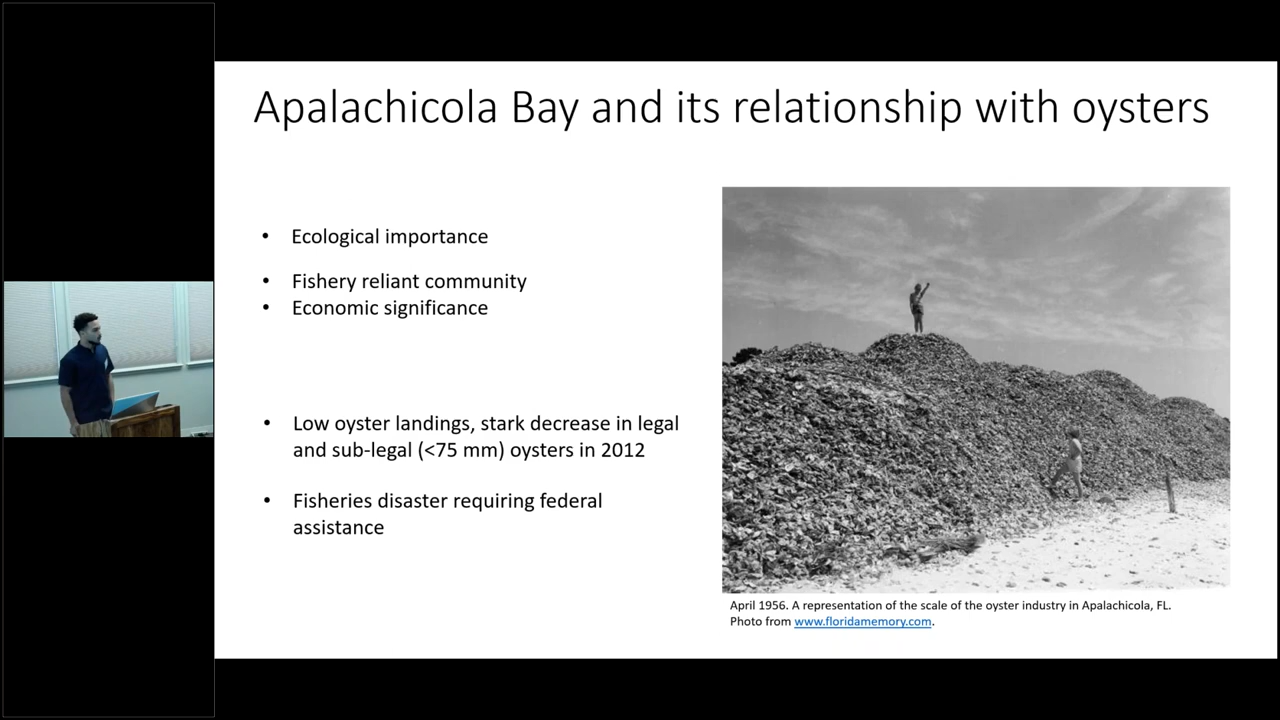 Apalachicola Bay and its relationship with oysters
• Ecological importance
• Fishery reliant community
• Economic significance
• Low oyster landings, stark decrease in legal
and sub-legal (<75 mm) oysters in 2012
• Fisheries disaster requiring federal
assistance
April 1956. A representation of the scale of the oyster industry in Apalachicola, FL.
Photo from www.floridamemory.com.